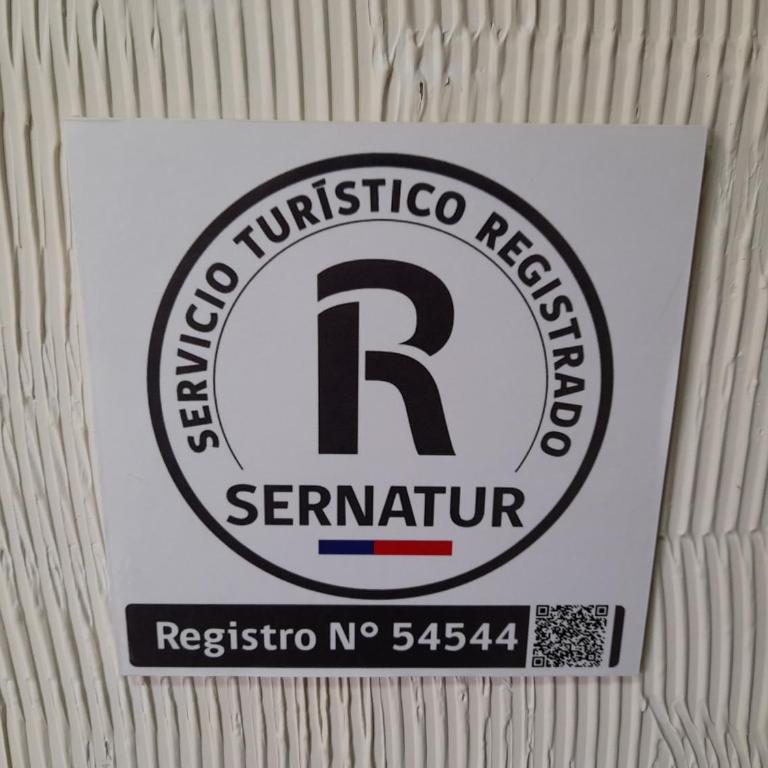 SERVICIO TURÍSTICO REGISTRADO
R
SERNATUR
Registro N° 54544